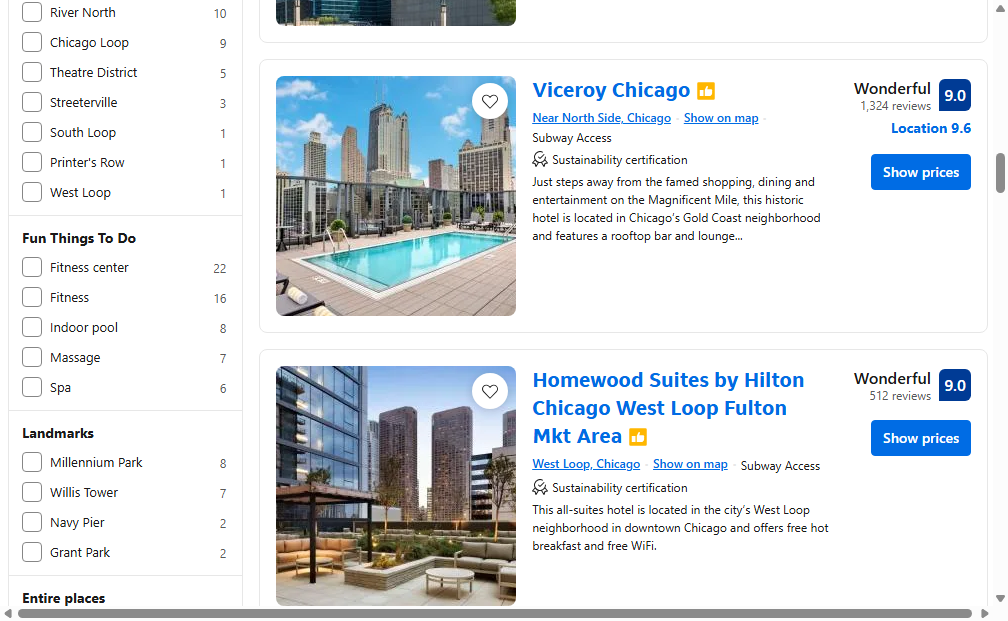 River North 10
Chicago Loop 9
Theatre District 5
Streeterville 3
South Loop 1
Printer's Row 1
West Loop 1
Fun Things To Do
Fitness center 22
Fitness 16
Indoor pool 8
Massage 7
Spa 6
Landmarks
Millennium Park 8
Willis Tower 7
Navy Pier 2
Grant Park 2
Entire places
Viceroy Chicago
Near North Side, Chicago · Show on map ·
Subway Access
Sustainability certification
Just steps away from the famed shopping, dining and
entertainment on the Magnificent Mile, this historic
hotel is located in Chicago’s Gold Coast neighborhood
and features a rooftop bar and lounge...
Wonderful 9.0
1,324 reviews
Location 9.6
Show prices
Homewood Suites by Hilton
Chicago West Loop Fulton
Mkt Area
West Loop, Chicago · Show on map · Subway Access
Sustainability certification
This all-suites hotel is located in the city’s West Loop
neighborhood in downtown Chicago and offers free hot
breakfast and free WiFi.
Wonderful 9.0
512 reviews
Show prices